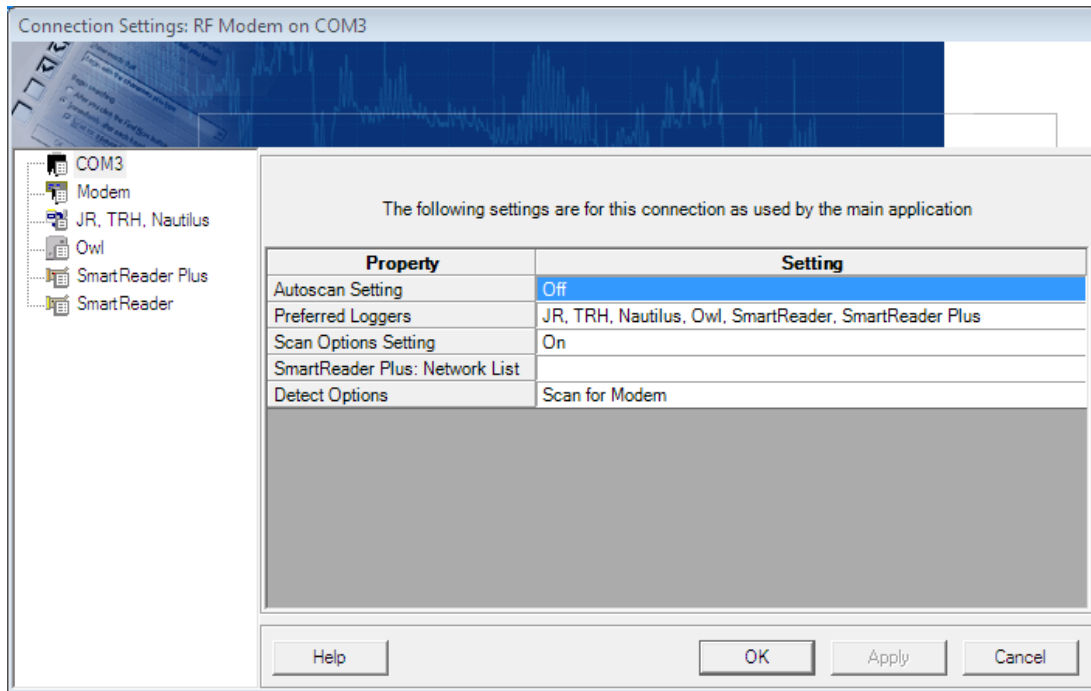 Connection Settings: RF Modem on COM3
COM3
Modem
JR, TRH, Nautilus
Owl
SmartReader Plus
SmartReader
The following settings are for this connection as used by the main application
Property Setting
Autoscan Setting Off
Preferred Loggers JR, TRH, Nautilus, Owl, SmartReader, SmartReader Plus
Scan Options Setting On
SmartReader Plus: Network List
Detect Options Scan for Modem
Help OK Apply Cancel